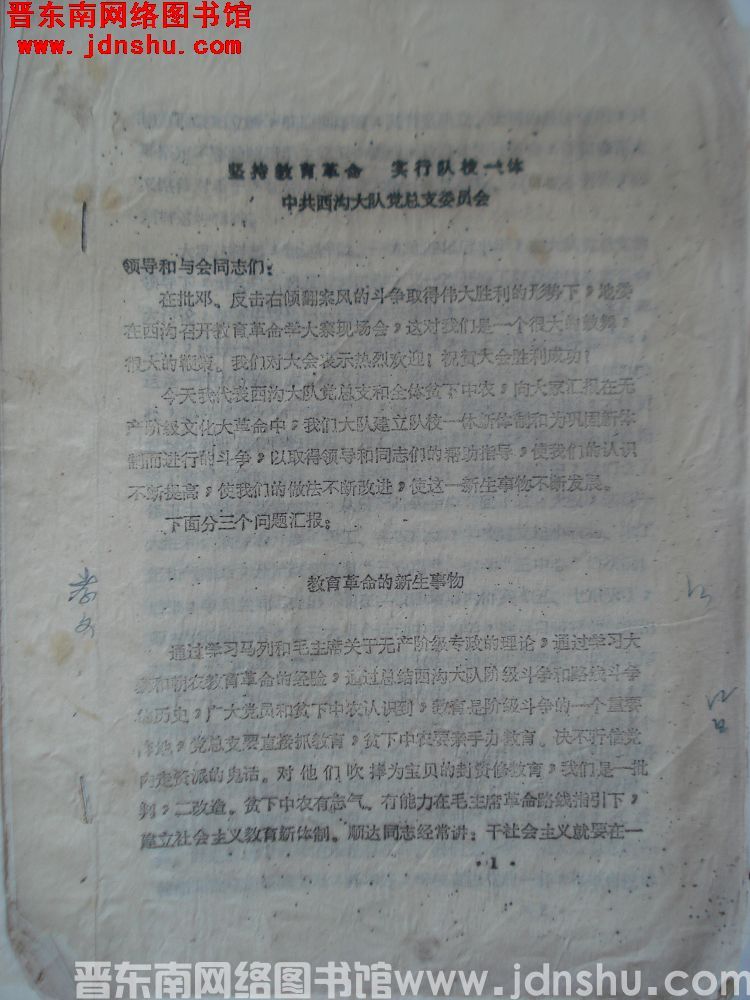 晋东南网络图书馆
www.jdnshu.com
坚持教育革命 实行队校一体
中共西沟大队党总支委员会
领导和与会同志们:
在批邓、反击右倾翻案风的斗争取得伟大胜利的形势下,地委
在西沟召开教育革命学大寨现场会,这对我们是一个很大的鼓舞,
很大的鞭策。我们对大会表示热烈欢迎!祝贺大会胜利成功!
今天我代表西沟大队党总支和全体贫下中农,向大家汇报在无
产阶级文化大革命中,我们大队建立队校一体新体制和为巩固新体
制而进行的斗争,以取得领导和同志们的帮助指导,使我们的认识
不断提高,使我们的做法不断改进,使这一新生事物不断发展。
下面分三个问题汇报:
教育革命的新生事物
通过学习马列和毛主席关于无产阶级专政的理论,通过学习大
寨和朝农教育革命的经验,通过总结西沟大队阶级斗争和路线斗争
的历史,广大党员和贫下中农认识到,教育是阶级斗争的一个重要
阵地,党总支要直接抓教育,贫下中农要亲手办教育。决不听信党
内走资派的鬼话。对他们吹捧为宝贝的封资修教育,我们是一批
判,二改造。贫下中农有志气、有能力在毛主席革命路线指引下,
建立社会主义教育新体制。顺达同志经常讲:干社会主义就要在一
·1·
晋东南网络图书馆www.jdnshu.com